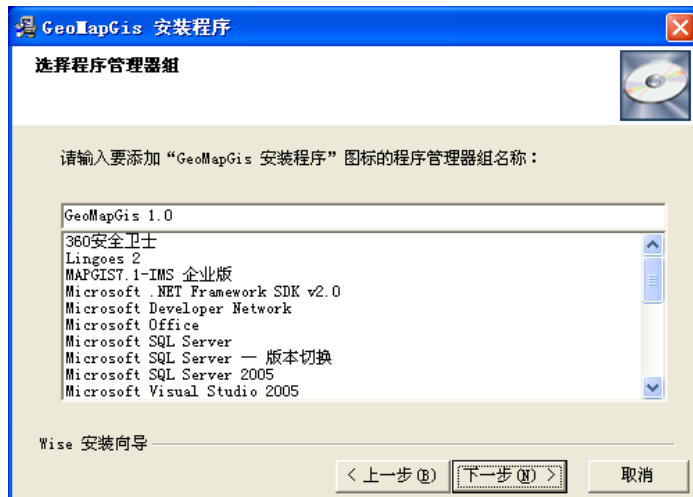 GeoMapGis 安装程序
选择程序管理器组
请输入要添加“GeoMapGis 安装程序”图标的程序管理器组名称：
GeoMapGis 1.0
360安全卫士
Lingoes 2
MAPGIS7.1-IMS 企业版
Microsoft .NET Framework SDK v2.0
Microsoft Developer Network
Microsoft Office
Microsoft SQL Server
Microsoft SQL Server — 版本切换
Microsoft SQL Server 2005
Microsoft Visual Studio 2005
Wise 安装向导
< 上一步(B) 下一步(N) > 取消